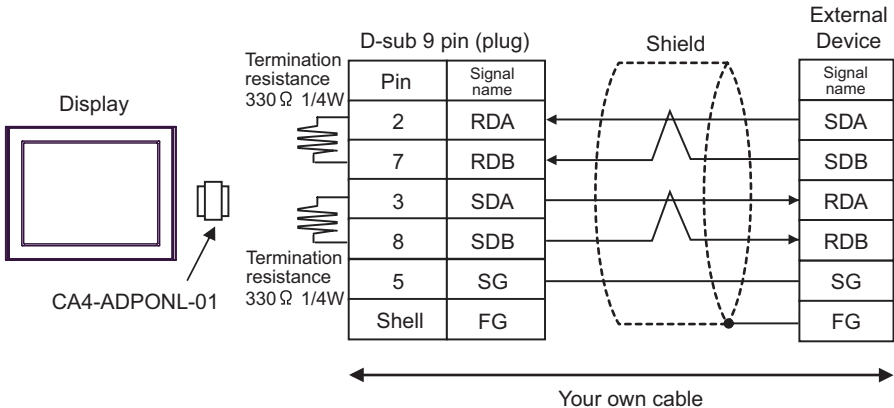 External
Device
D-sub 9 pin (plug)
Shield
Termination
resistance
330Ω 1/4W
Pin
Signal
name
Signal
name
Display
2
RDA
SDA
7
RDB
SDB
3
SDA
RDA
8
SDB
RDB
Termination
resistance
330Ω 1/4W
5
SG
SG
CA4-ADPONL-01
Shell
FG
FG
Your own cable